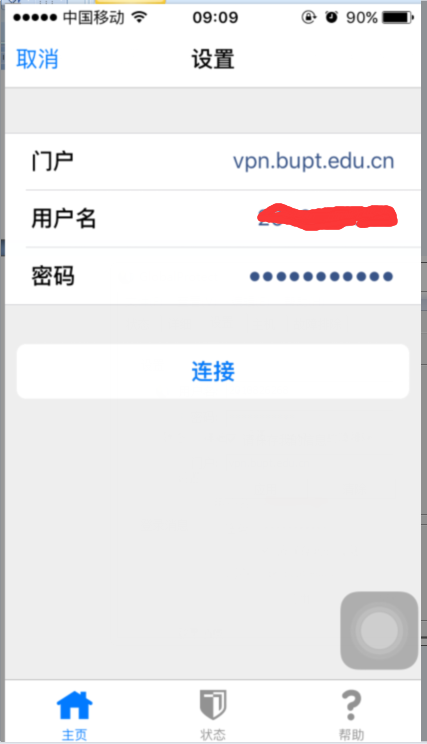 中国移动 09:09 90%
取消 设置
门户 vpn.bupt.edu.cn
用户名
密码 •••••••••••
连接
主页 状态 帮助